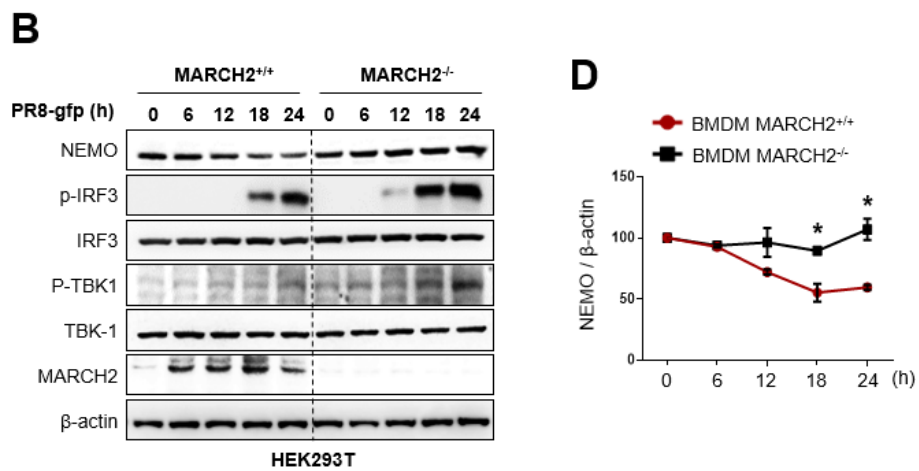 B
MARCH2+/+ MARCH2-/-
PR8-gfp (h) 0 6 12 18 24 0 6 12 18 24
NEMO
p-IRF3
IRF3
P-TBK1
TBK-1
MARCH2
β-actin
HEK293T
D
BMDM MARCH2+/+
BMDM MARCH2-/-
NEMO / β-actin
150
100
50
0
* *
0 6 12 18 24 (h)